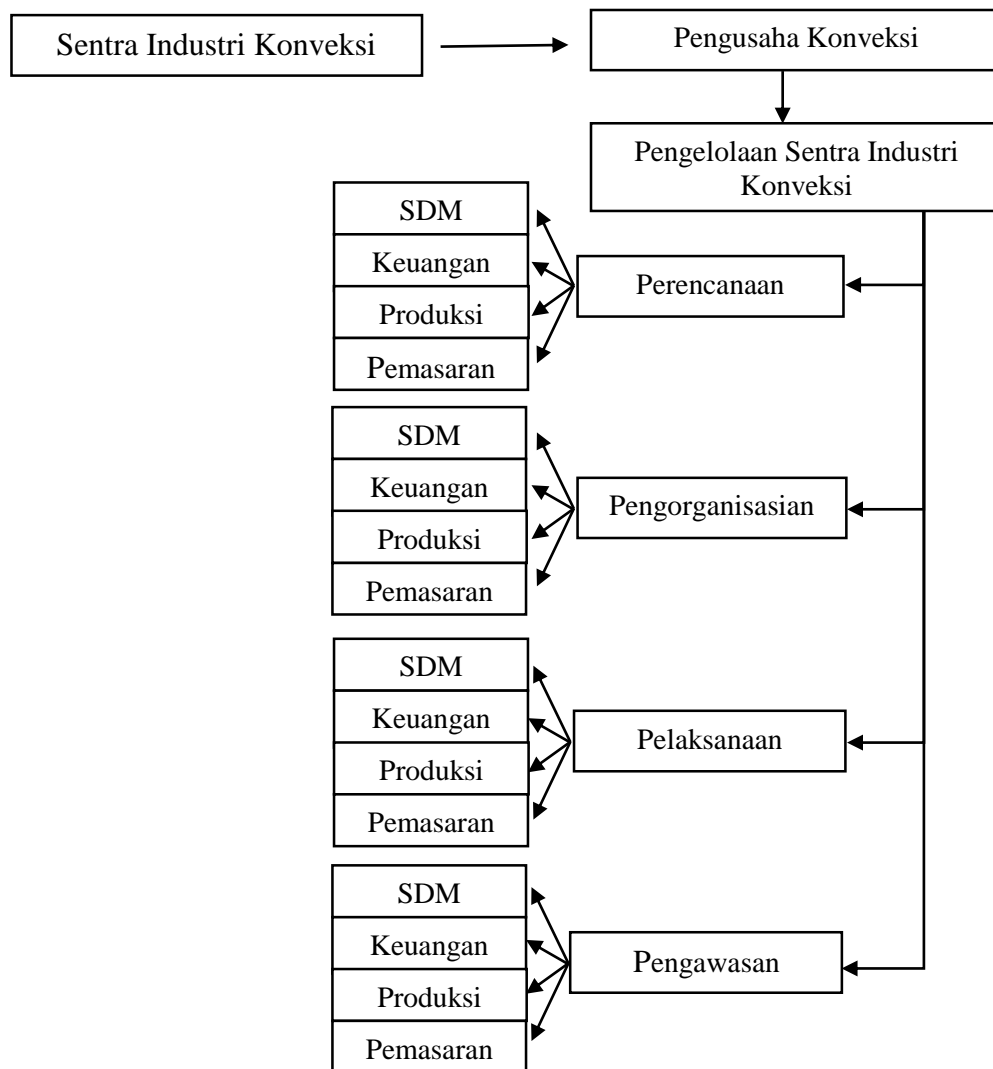 Sentra Industri Konveksi
Pengusaha Konveksi
Pengelolaan Sentra Industri
Konveksi
SDM
Keuangan
Produksi
Pemasaran
Perencanaan
SDM
Keuangan
Produksi
Pemasaran
Pengorganisasian
SDM
Keuangan
Produksi
Pemasaran
Pelaksanaan
SDM
Keuangan
Produksi
Pemasaran
Pengawasan